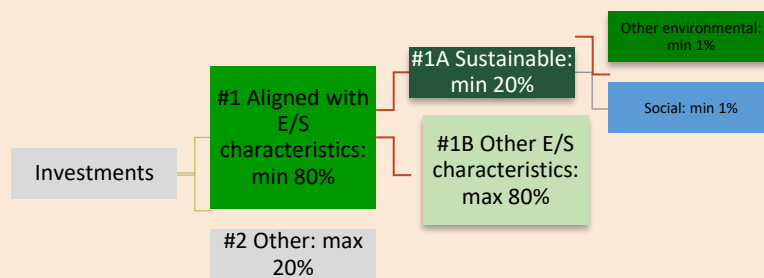 Investments
#1 Aligned with
E/S
characteristics:
min 80%
#2 Other: max
20%
#1A Sustainable:
min 20%
#1B Other E/S
characteristics:
max 80%
Other environmental:
min 1%
Social: min 1%